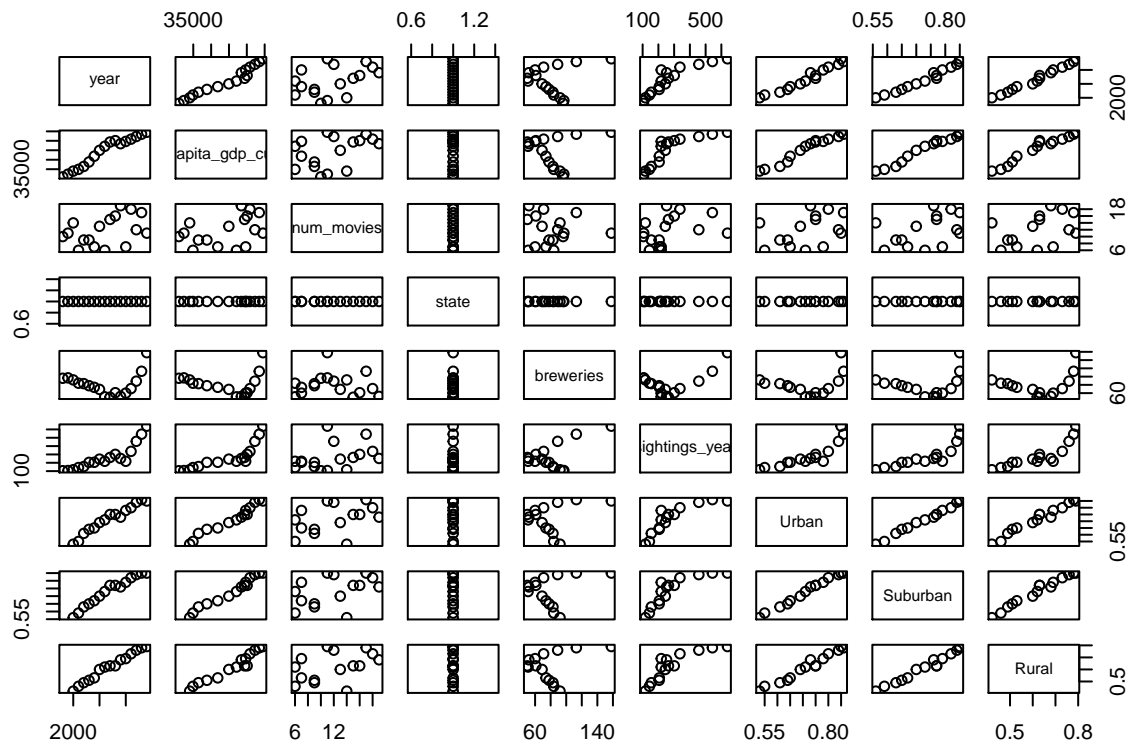 35000 0.6 1.2 100 500 0.55 0.80
year 2000
35000 apita_gdp_cu
num_movies 6 18
0.6 state
breweries 60
100 ightings_yea
Urban 0.55
0.55 Suburban
Rural 0.5
2000 6 12 60 140 0.55 0.80 0.5 0.8